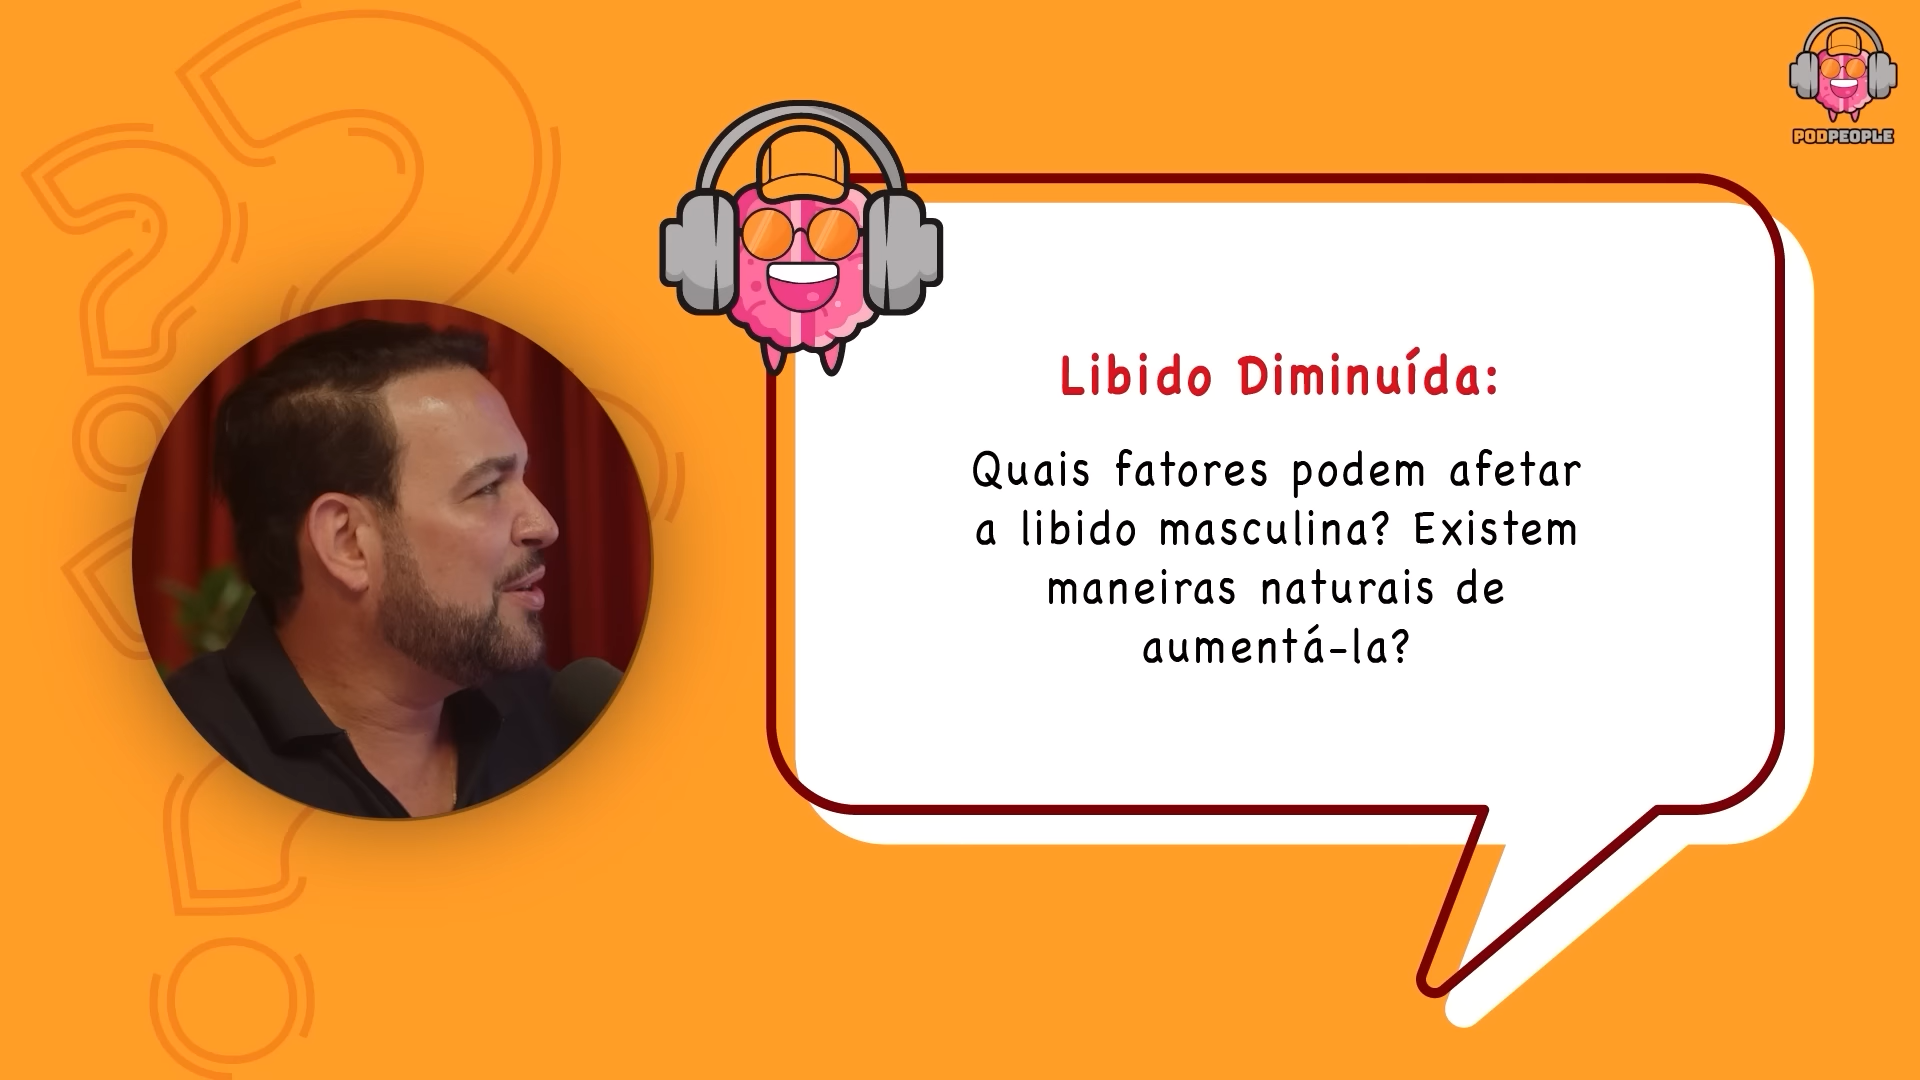 PODPEOPLE
Libido Diminuída:
Quais fatores podem afetar
a libido masculina? Existem
maneiras naturais de
aumentá-la?